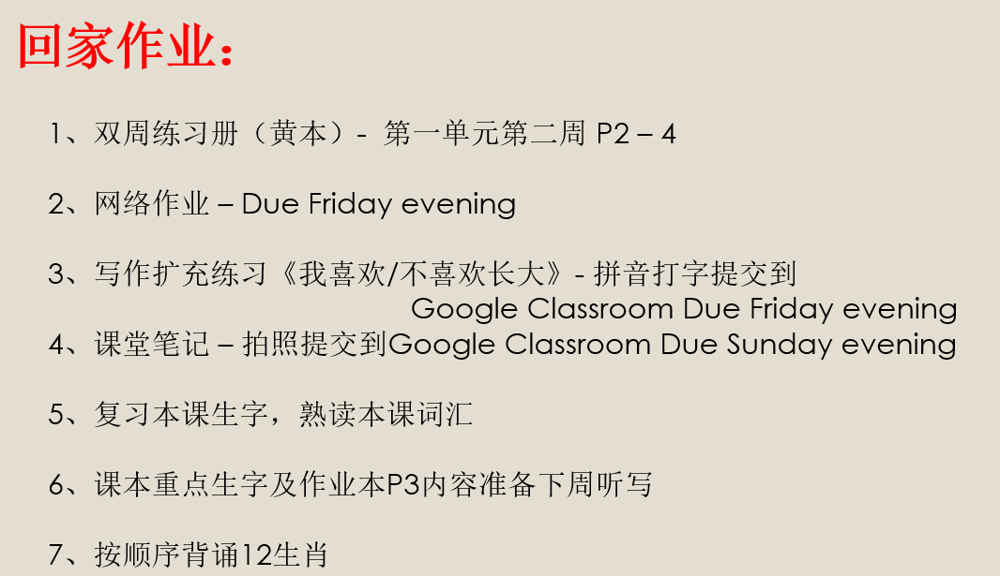 回家作业：
1、双周练习册（黄本）- 第一单元第二周 P2 – 4
2、网络作业 – Due Friday evening
3、写作扩充练习《我喜欢/不喜欢长大》- 拼音打字提交到
Google Classroom Due Friday evening
4、课堂笔记 – 拍照提交到Google Classroom Due Sunday evening
5、复习本课生字，熟读本课词汇
6、课本重点生字及作业本P3内容准备下周听写
7、按顺序背诵12生肖